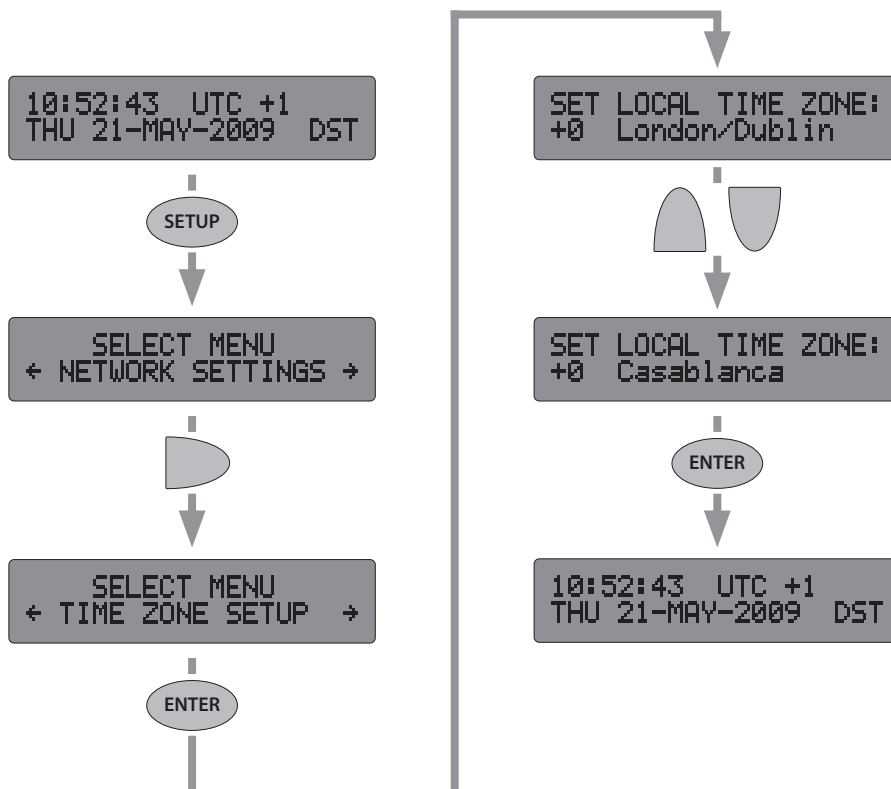 10:52:43 UTC +1
THU 21-MAY-2009 DST
SETUP
SELECT MENU
← NETWORK SETTINGS →
SELECT MENU
← TIME ZONE SETUP →
ENTER
SET LOCAL TIME ZONE:
+0 London/Dublin
SET LOCAL TIME ZONE:
+0 Casablanca
ENTER
10:52:43 UTC +1
THU 21-MAY-2009 DST